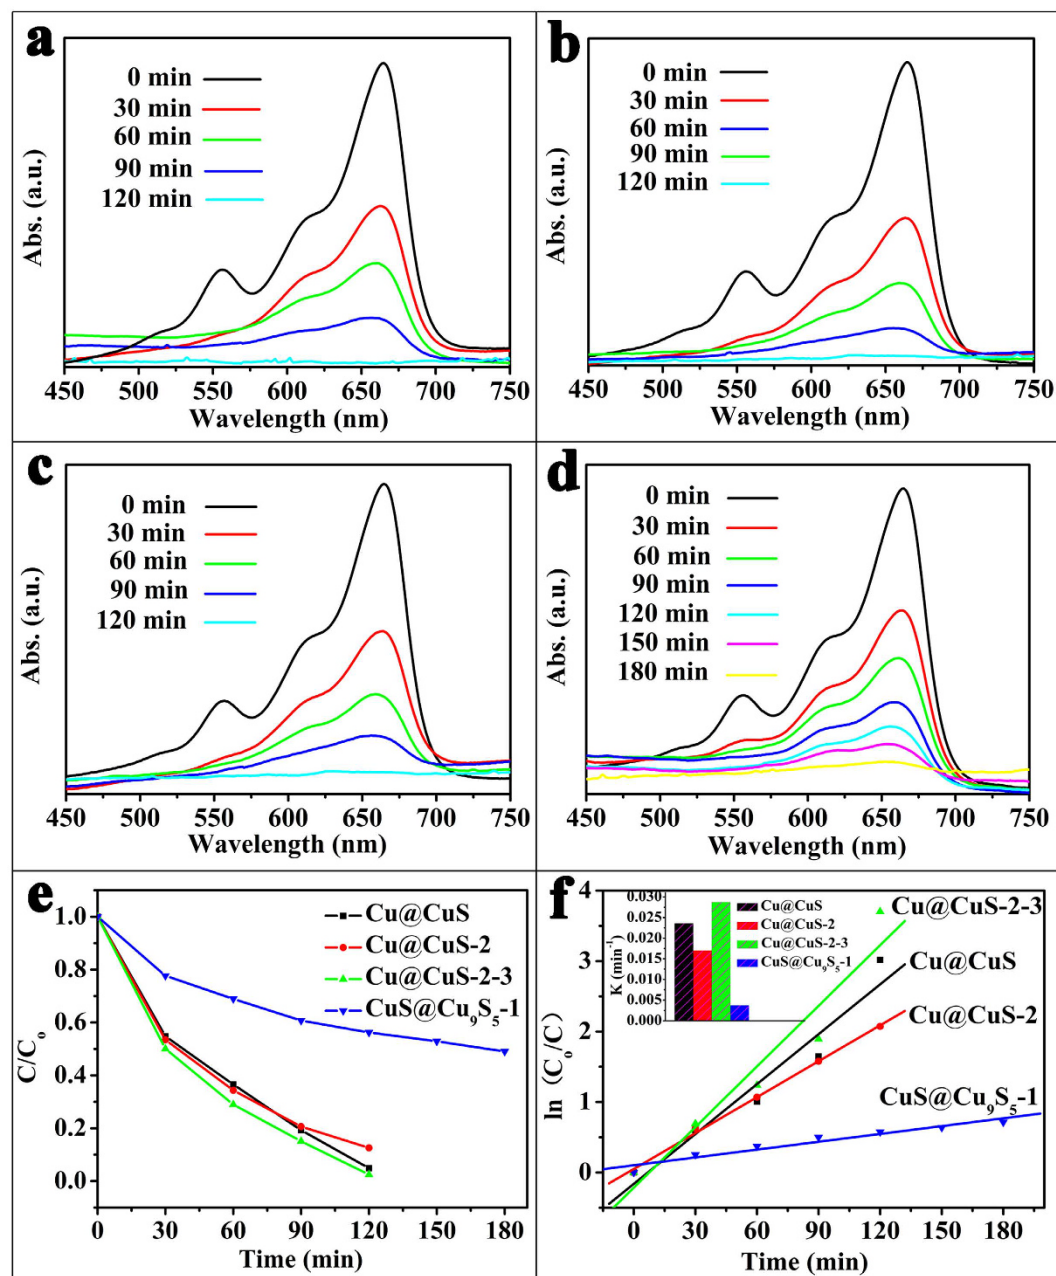 a
0 min
30 min
60 min
90 min
120 min
Abs. (a.u.)
450 500 550 600 650 700 750
Wavelength (nm)
b
0 min
30 min
60 min
90 min
120 min
Abs. (a.u.)
450 500 550 600 650 700 750
Wavelength (nm)
c
0 min
30 min
60 min
90 min
120 min
Abs. (a.u.)
450 500 550 600 650 700 750
Wavelength (nm)
d
0 min
30 min
60 min
90 min
120 min
150 min
180 min
Abs. (a.u.)
450 500 550 600 650 700 750
Wavelength (nm)
e
Cu@CuS
Cu@CuS-2
Cu@CuS-2-3
CuS@Cu₉S₅-1
C/Cₒ
1.0
0.8
0.6
0.4
0.2
0.0
0 30 60 90 120 150 180
Time (min)
f
ln (Cₒ/C)
4
3
2
1
0
K (min⁻¹)
0.030
0.025
0.020
0.015
0.010
0.005
0.000
Cu@CuS
Cu@CuS-2
Cu@CuS-2-3
CuS@Cu₉S₅-1
Cu@CuS-2-3
Cu@CuS
Cu@CuS-2
CuS@Cu₉S₅-1
0 30 60 90 120 150 180
Time (min)